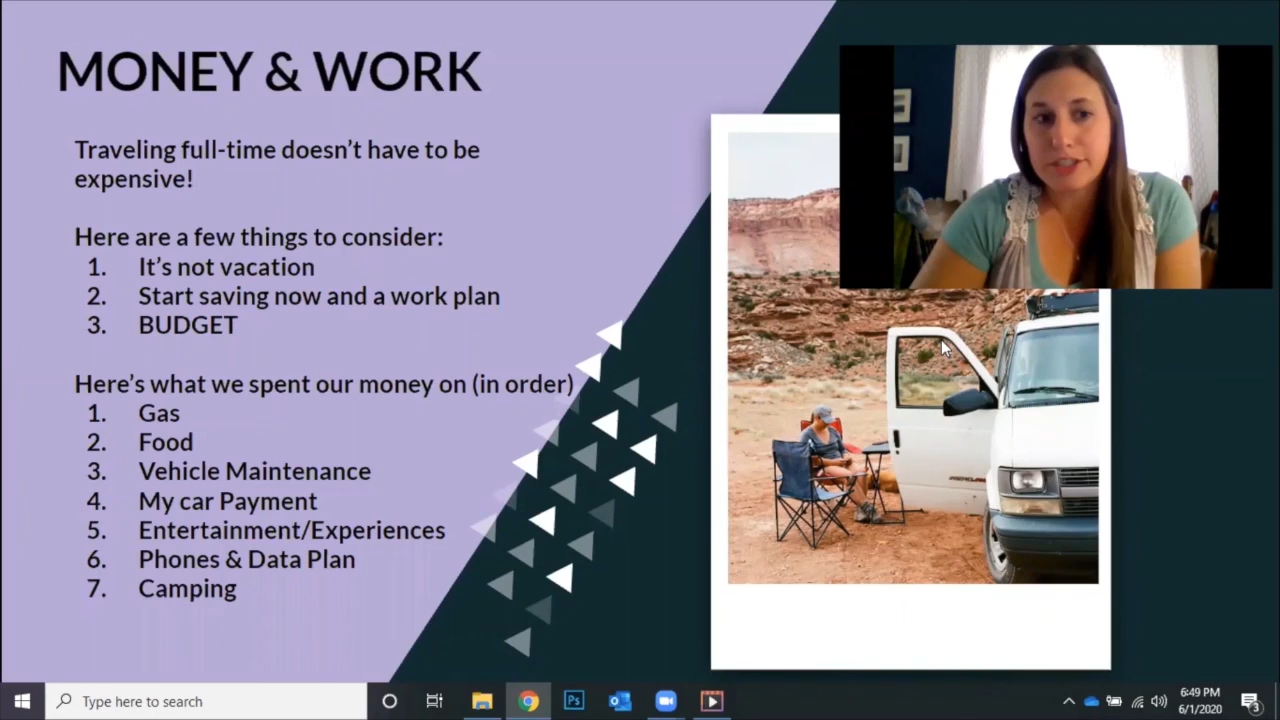 MONEY & WORK
Traveling full-time doesn’t have to be
expensive!
Here are a few things to consider:
1. It’s not vacation
2. Start saving now and a work plan
3. BUDGET
Here’s what we spent our money on (in order)
1. Gas
2. Food
3. Vehicle Maintenance
4. My car Payment
5. Entertainment/Experiences
6. Phones & Data Plan
7. Camping
Type here to search
Ps
6:49 PM
6/1/2020
3